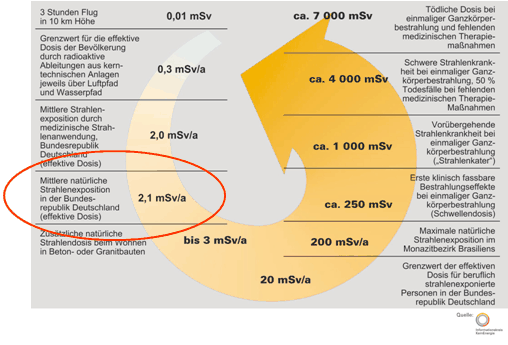 3 Stunden Flug
in 10 km Höhe
0,01 mSv
Grenzwert für die effektive
Dosis der Bevölkerung
durch radioaktive
Ableitungen aus kern-
technischen Anlagen
jeweils über Luftpfad
und Wasserpfad
0,3 mSv/a
Mittlere Strahlen-
exposition durch
medizinische Strah-
lenanwendung,
Bundesrepublik
Deutschland
(effektive Dosis)
2,0 mSv/a
Mittlere natürliche
Strahlenexposition
in der Bundes-
republik Deutschland
(effektive Dosis)
2,1 mSv/a
Zusätzliche natürliche
Strahlendosis beim Wohnen
in Beton- oder Granitbauten
bis 3 mSv/a
20 mSv/a
ca. 7 000 mSv
Tödliche Dosis bei
einmaliger Ganzkörper-
bestrahlung und fehlenden
medizinischen Therapie-
maßnahmen
ca. 4 000 mSv
Schwere Strahlenkrank-
heit bei einmaliger Ganz-
körperbestrahlung, 50 %
Todesfälle bei fehlenden
medizinischen Therapie-
Maßnahmen
ca. 1 000 mSv
Vorübergehende
Strahlenkrankheit bei
einmaliger Ganz-
körperbestrahlung
(„Strahlenkater“)
ca. 250 mSv
Erste klinisch fassbare
Bestrahlungseffekte
bei einmaliger Ganz-
körperbestrahlung
(Schwellendosis)
200 mSv/a
Maximale natürliche
Strahlenexposition im
Monazitbezirk Brasiliens
Grenzwert der effektiven
Dosis für beruflich
strahlenexponierte
Personen in der Bundes-
republik Deutschland
Quelle: